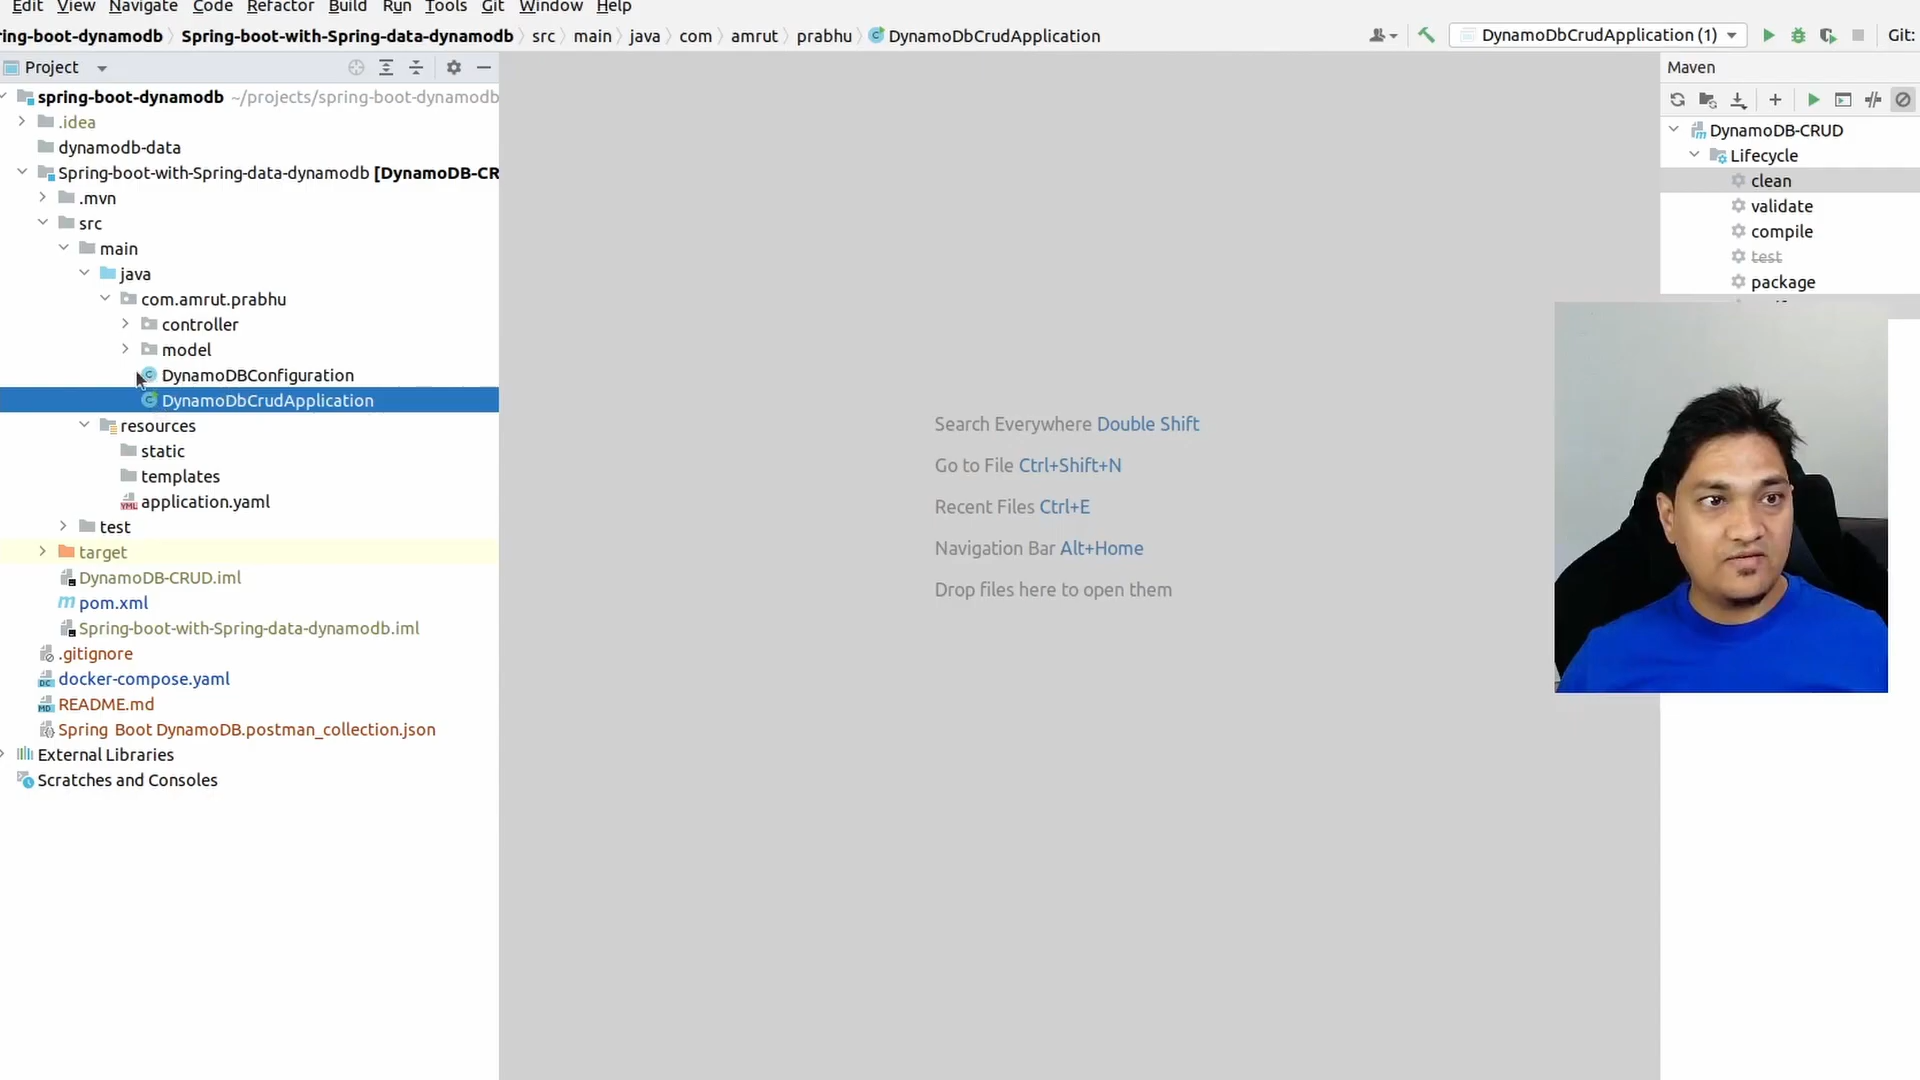 Edit View Navigate Code Refactor Build Run Tools Git Window Help
ring-boot-dynamodb Spring-boot-with-Spring-data-dynamodb src main java com amrut prabhu DynamoDbCrudApplication DynamoDbCrudApplication (1) Git:
Project
Maven
spring-boot-dynamodb ~/projects/spring-boot-dynamodb
.idea
dynamodb-data
Spring-boot-with-Spring-data-dynamodb [DynamoDB-CR
.mvn
src
main
java
com.amrut.prabhu
controller
model
DynamoDBConfiguration
DynamoDbCrudApplication
resources
static
templates
application.yaml
test
target
DynamoDB-CRUD.iml
pom.xml
Spring-boot-with-Spring-data-dynamodb.iml
.gitignore
docker-compose.yaml
README.md
Spring Boot DynamoDB.postman_collection.json
External Libraries
Scratches and Consoles
Search Everywhere Double Shift
Go to File Ctrl+Shift+N
Recent Files Ctrl+E
Navigation Bar Alt+Home
Drop files here to open them
DynamoDB-CRUD
Lifecycle
clean
validate
compile
test
package